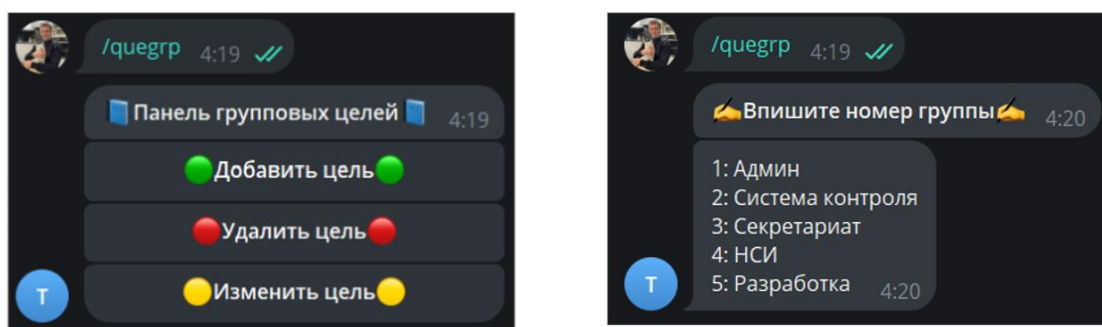 /quegrp 4:19
📘Панель групповых целей📘 4:19
🟢Добавить цель🟢
🔴Удалить цель🔴
🟡Изменить цель🟡
T
/quegrp 4:19
✍Впишите номер группы✍ 4:20
1: Админ
2: Система контроля
3: Секретариат
4: НСИ
5: Разработка 4:20
T